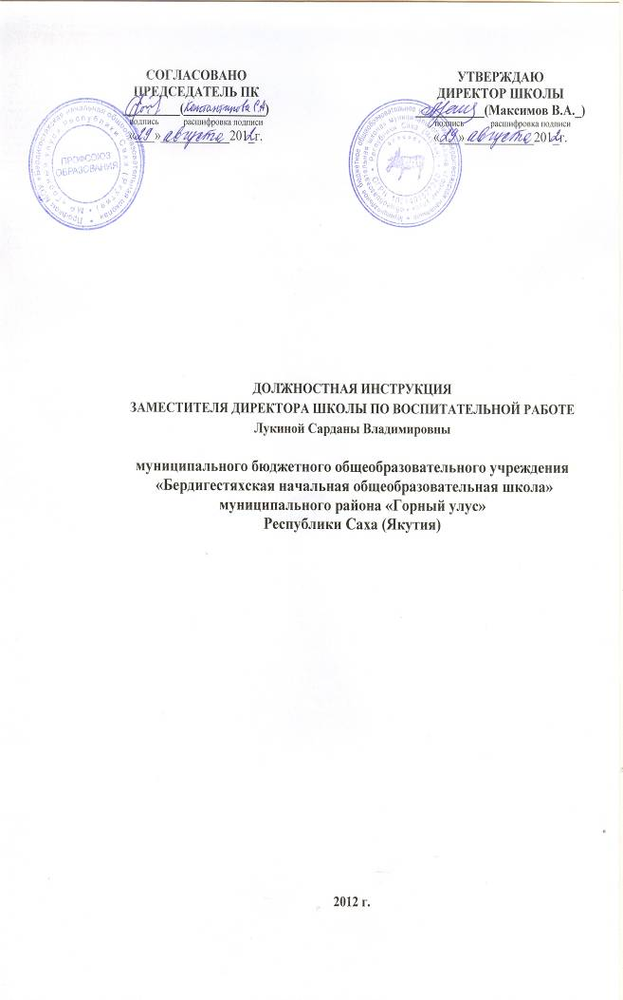 СОГЛАСОВАНО
ПРЕДСЕДАТЕЛЬ ПК
(Константинова С.А)
подпись расшифровка подписи
«29» августа 2012г.
УТВЕРЖДАЮ
ДИРЕКТОР ШКОЛЫ
(Максимов В.А._)
подпись расшифровка подписи
«29» августа 2012г.
ПРОФСОЮЗ
ОБРАЗОВАНИЯ
ДОЛЖНОСТНАЯ ИНСТРУКЦИЯ
ЗАМЕСТИТЕЛЯ ДИРЕКТОРА ШКОЛЫ ПО ВОСПИТАТЕЛЬНОЙ РАБОТЕ
Лукиной Сарданы Владимировны
муниципального бюджетного общеобразовательного учреждения
«Бердигестяхская начальная общеобразовательная школа»
муниципального района «Горный улус»
Республики Саха (Якутия)
2012 г.